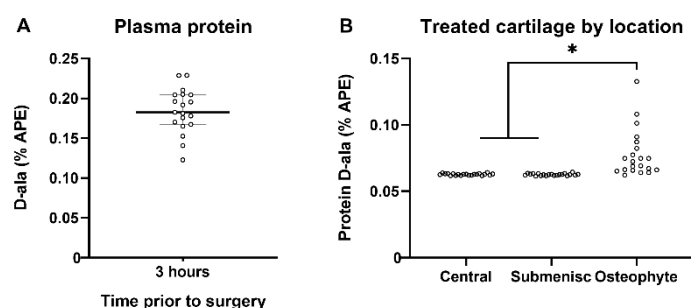 A Plasma protein
0.25
0.20
0.15
0.10
0.05
0
D-ala (% APE)
3 hours
Time prior to surgery
B Treated cartilage by location
*
0.15
0.10
0.05
0
Protein D-ala (% APE)
Central Submenisc Osteophyte